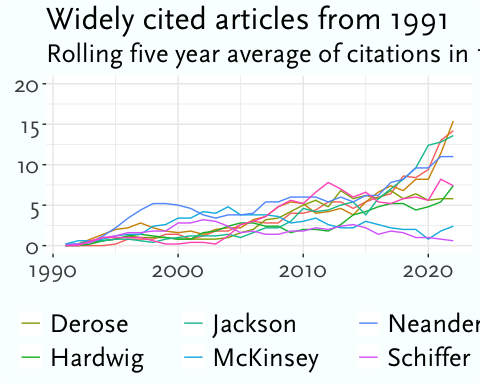 Widely cited articles from 1991
Rolling five year average of citations in
20
15
10
5
0
1990 2000 2010 2020
Derose Jackson Neander
Hardwig McKinsey Schiffer